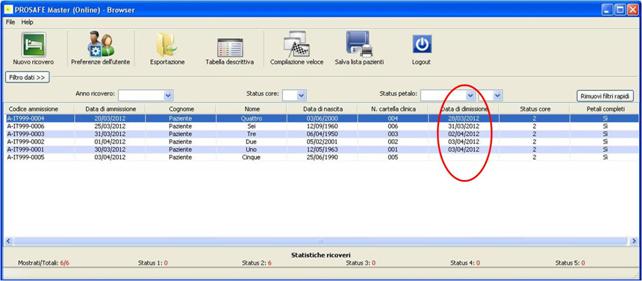 PROSAFE Master (Online) - Browser
File Help
Nuovo ricovero Preferenze dell'utente Esportazione Tabella descrittiva Compilazione veloce Salva lista pazienti Logout
Filtro dati >>
Anno ricovero: Status core: Status petalo: Rimuovi filtri rapidi
Codice ammissione Data di ammissione Cognome Nome Data di nascita N. cartella clinica Data di dimissione Status core Petali completi
A-IT999-0004 20/03/2012 Paziente Quattro 03/06/2000 004 28/03/2012 2 Sì
A-IT999-0006 25/03/2012 Paziente Sei 12/09/1960 006 31/03/2012 2 Sì
A-IT999-0003 31/03/2012 Paziente Tre 06/04/1950 003 02/04/2012 2 Sì
A-IT999-0002 01/04/2012 Paziente Due 05/02/2001 002 03/04/2012 2 Sì
A-IT999-0001 30/03/2012 Paziente Uno 12/05/1963 001 03/04/2012 2 Sì
A-IT999-0005 03/04/2012 Paziente Cinque 25/06/1990 005 2 Sì
Statistiche ricoveri
Mostrati/Totali: 6/6 Status 1: 0 Status 2: 6 Status 3: 0 Status 4: 0 Status 5: 0